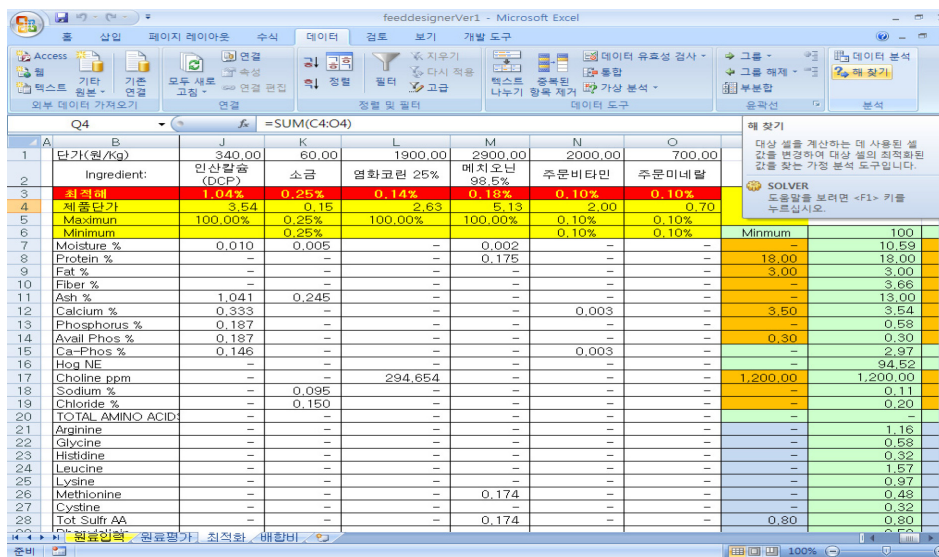 feeddesignerVer1 - Microsoft Excel
홈 삽입 페이지 레이아웃 수식 데이터 검토 보기 개발 도구
Access
웹
텍스트
기타 원본
기존 연결
외부 데이터 가져오기
모두 새로 고침
연결
속성
연결 편집
연결
정렬
필터
지우기
다시 적용
고급
정렬 및 필터
텍스트 나누기
중복된 항목 제거
데이터 유효성 검사
통합
가상 분석
데이터 도구
그룹
그룹 해제
부분합
윤곽선
데이터 분석
해 찾기
분석
Q4 fx =SUM(C4:O4)
해 찾기
대상 셀을 계산하는 데 사용된 셀
값을 변경하여 대상 셀의 최적화된
값을 찾는 가정 분석 도구입니다.
SOLVER
도움말을 보려면 <F1> 키를
누르십시오.
A B J K L M N O
1 단가(원/Kg) 340,00 60,00 1900,00 2900,00 2000,00 700,00
2 Ingredient: 인산칼슘 (DCP) 소금 염화코린 25% 메치오닌 98,5% 주문비타민 주문미네랄
3 최적해 1,04% 0,25% 0,14% 0,18% 0,10% 0,10%
4 제품단가 3,54 0,15 2,63 5,13 2,00 0,70
5 Maximun 100,00% 0,25% 100,00% 100,00% 0,10% 0,10%
6 Minimum 0,25% 0,10% 0,10% Minmum 100
7 Moisture % 0,010 0,005 – 0,002 – – – 10,59
8 Protein % – – – 0,175 – – 18,00 18,00
9 Fat % – – – – – – 3,00 3,00
10 Fiber % – – – – – – – 3,66
11 Ash % 1,041 0,245 – – – – – 13,00
12 Calcium % 0,333 – – – 0,003 – 3,50 3,54
13 Phosphorus % 0,187 – – – – – – 0,58
14 Avail Phos % 0,187 – – – – – 0,30 0,30
15 Ca-Phos % 0,146 – – – 0,003 – – 2,97
16 Hog NE – – – – – – – 94,52
17 Choline ppm – – 294,654 – – – 1,200,00 1,200,00
18 Sodium % – 0,095 – – – – – 0,11
19 Chloride % – 0,150 – – – – – 0,20
20 TOTAL AMINO ACID – – – – – – – –
21 Arginine – – – – – – – 1,16
22 Glycine – – – – – – – 0,58
23 Histidine – – – – – – – 0,32
24 Leucine – – – – – – – 1,57
25 Lysine – – – – – – – 0,97
26 Methionine – – – 0,174 – – – 0,48
27 Cystine – – – – – – – 0,32
28 Tot Sulfr AA – – – 0,174 – – 0,80 0,80
원료입력 원료평가 최적화 배합비
준비 100%